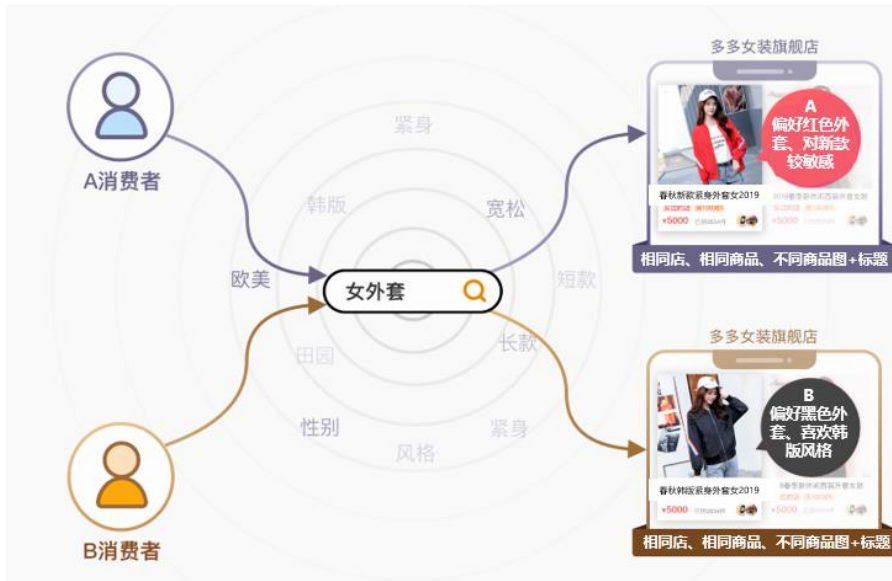 多多女装旗舰店
A
偏好红色外
套、对新款
较敏感
春秋新款紧身外套女2019
¥5000
相同店、相同商品、不同商品图+标题
A消费者
紧身
韩版
宽松
欧美
短款
女外套
田园
长款
性别
紧身
风格
B消费者
多多女装旗舰店
B
偏好黑色外
套、喜欢韩
版风格
春秋韩版紧身外套女2019
¥5000
¥5000
相同店、相同商品、不同商品图+标题